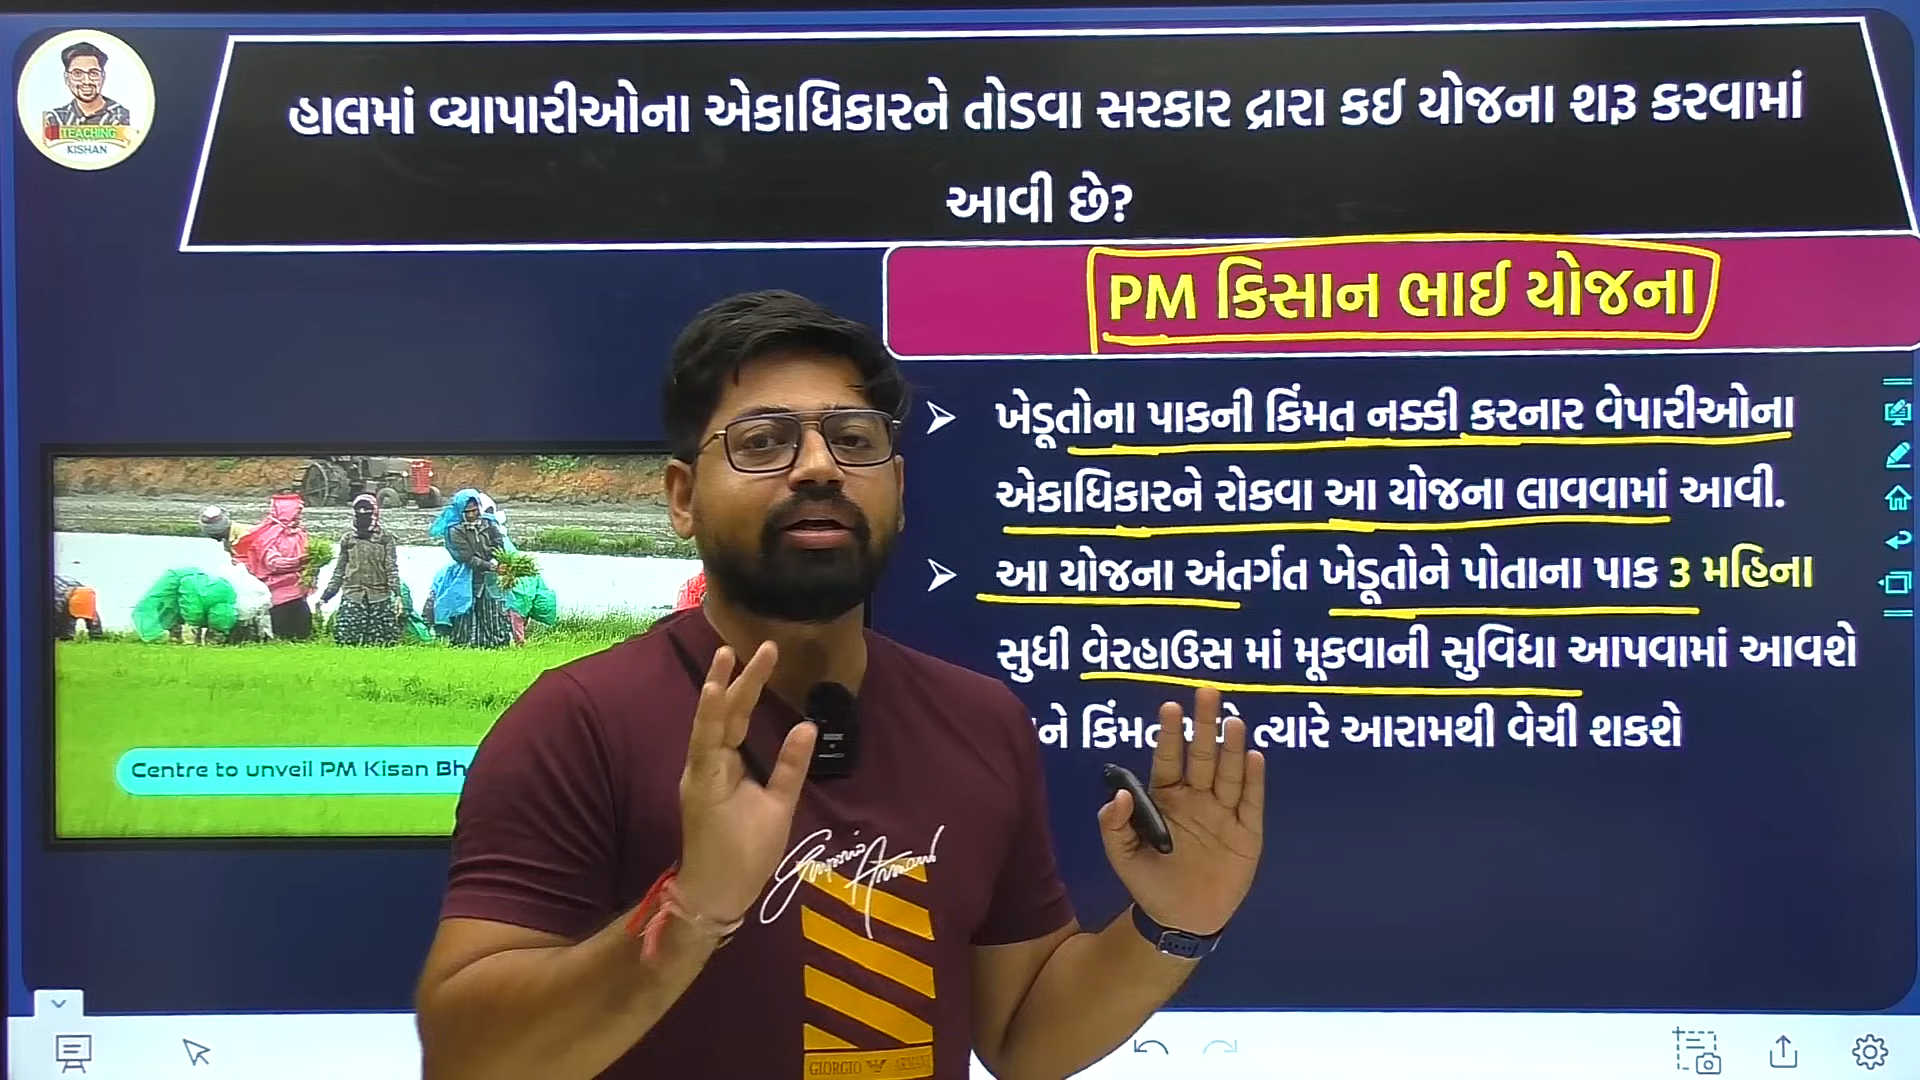 TEACHING
KISHAN
હાલમાં વ્યાપારીઓના એકાધિકારને તોડવા સરકાર દ્રારા કઈ યોજના શરૂ કરવામાં
આવી છે?
PM કિસાન ભાઈ યોજના
ખેડૂતોના પાકની કિંમત નક્કી કરનાર વેપારીઓના
એકાધિકારને રોકવા આ યોજના લાવવામાં આવી.
આ યોજના અંતર્ગત ખેડૂતોને પોતાના પાક 3 મહિના
સુધી વેરહાઉસ માં મૂકવાની સુવિધા આપવામાં આવશે
ત્યારે આરામથી વેચી શકશે
Centre to unveil PM Kisan
Emporio Armani
GIORGIO ARMANI